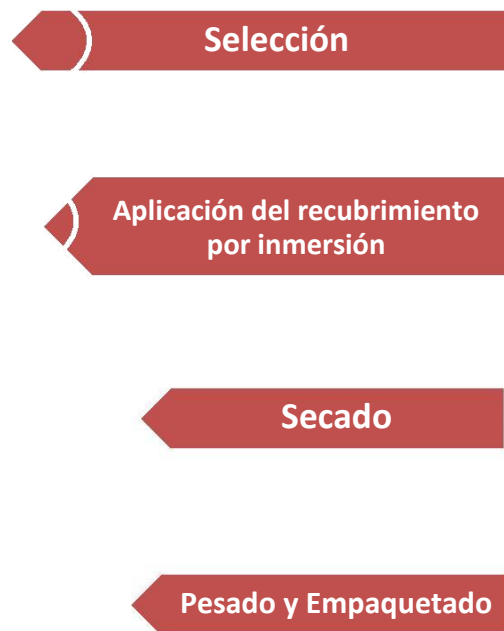 Selección
Aplicación del recubrimiento
por inmersión
Secado
Pesado y Empaquetado